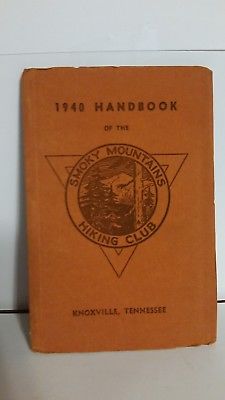 1940 HANDBOOK
OF THE
SMOKY MOUNTAINS
HIKING CLUB
KNOXVILLE, TENNESSEE